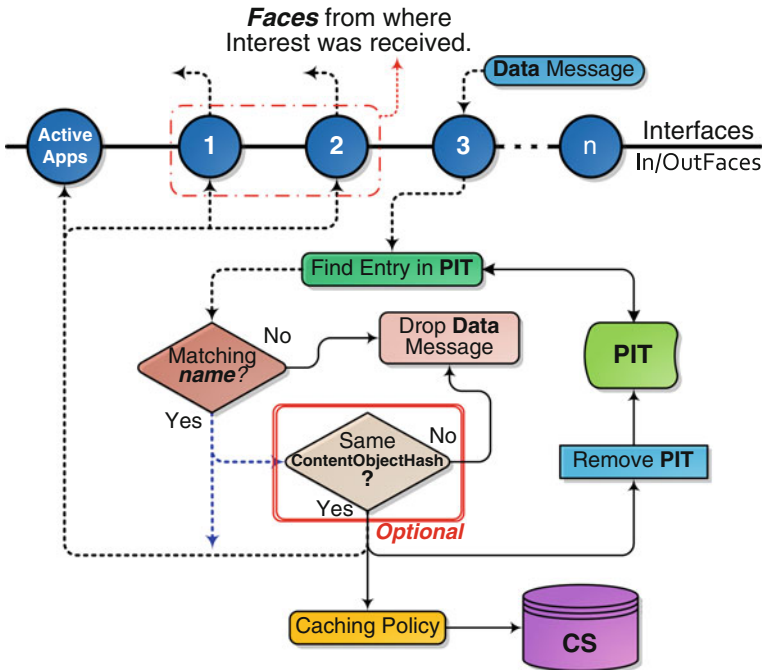 Faces from where
Interest was received.
Data Message
Active
Apps
1
2
3
n
Interfaces
In/OutFaces
Find Entry in PIT
No
Drop Data
Message
Matching
name?
PIT
Yes
Same
ContentObjectHash
?
No
Remove PIT
Yes
Optional
Caching Policy
CS